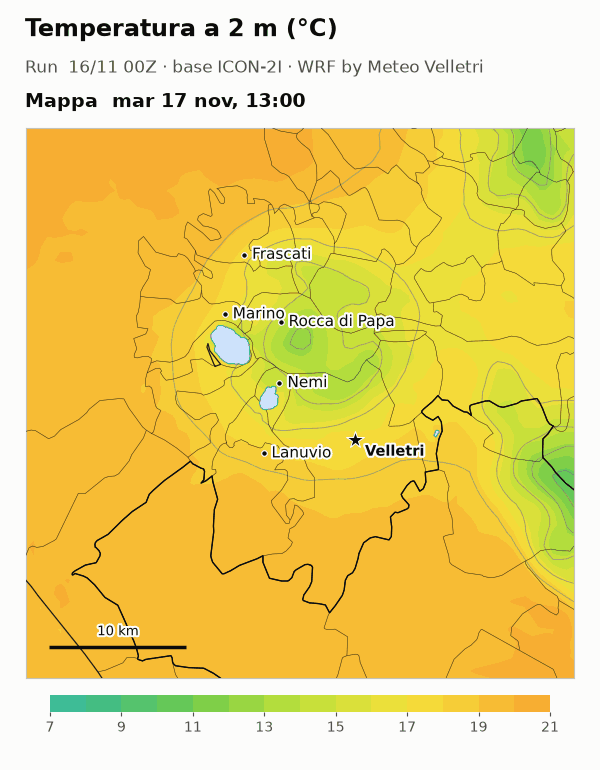 Temperatura a 2 m (°C)
Run  16/11 00Z · base ICON-2I · WRF by Meteo Velletri
Mappa  mar 17 nov, 13:00
Frascati
Marino
Rocca di Papa
Nemi
Velletri
Lanuvio
10 km
7 9 11 13 15 17 19 21